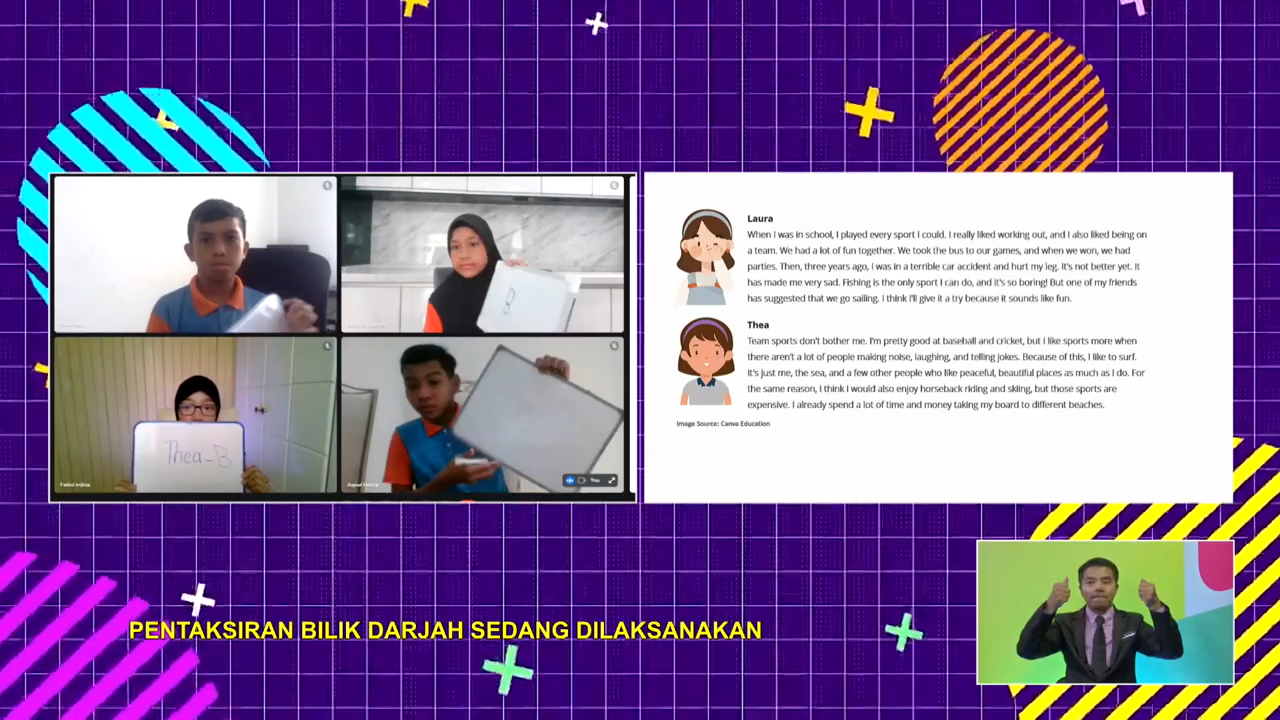 B
Thea-B
You
Laura
When I was in school, I played every sport I could. I really liked working out, and I also liked being on
a team. We had a lot of fun together. We took the bus to our games, and when we won, we had
parties. Then, three years ago, I was in a terrible car accident and hurt my leg. It's not better yet. It
has made me very sad. Fishing is the only sport I can do, and it's so boring! But one of my friends
has suggested that we go sailing. I think I'll give it a try because it sounds like fun.
Thea
Team sports don't bother me. I'm pretty good at baseball and cricket, but I like sports more when
there aren't a lot of people making noise, laughing, and telling jokes. Because of this, I like to surf.
It's just me, the sea, and a few other people who like peaceful, beautiful places as much as I do. For
the same reason, I think I would also enjoy horseback riding and skiing, but those sports are
expensive. I already spend a lot of time and money taking my board to different beaches.
Image Source: Canva Education
PENTAKSIRAN BILIK DARJAH SEDANG DILAKSANAKAN